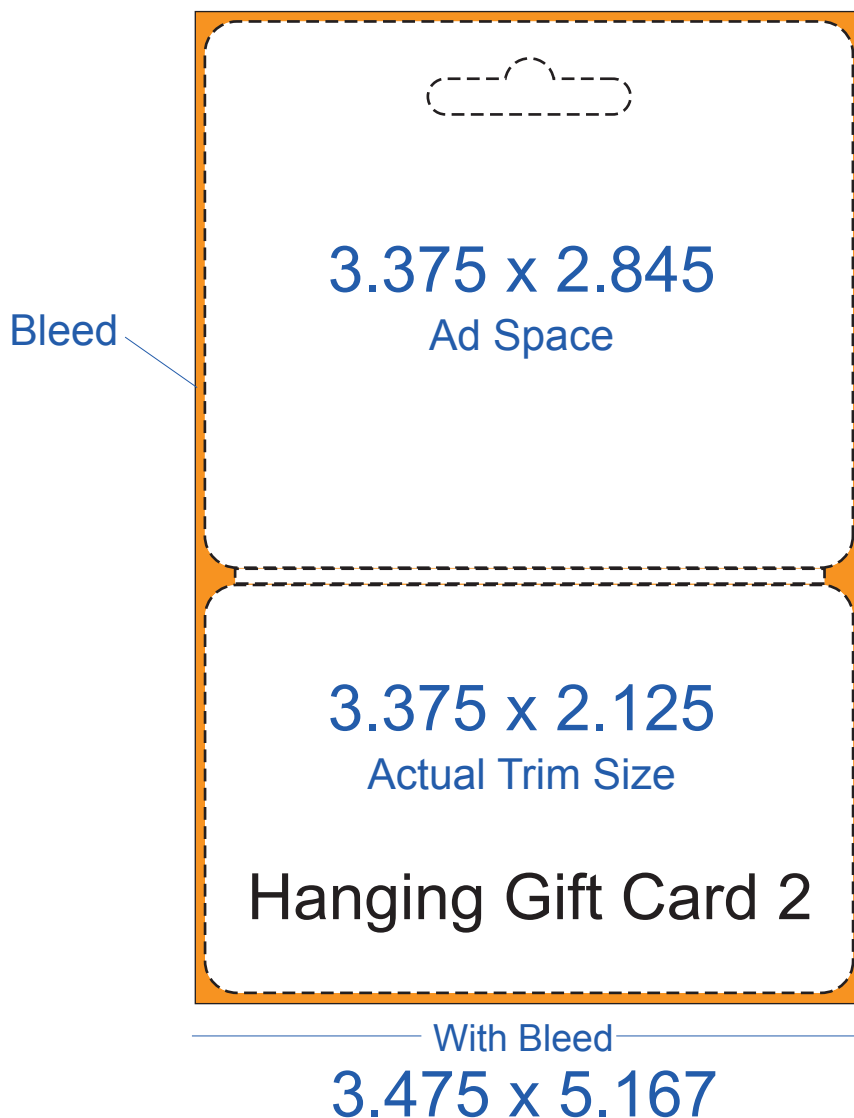 3.375 x 2.845
Ad Space
Bleed
3.375 x 2.125
Actual Trim Size
Hanging Gift Card 2
With Bleed
3.475 x 5.167